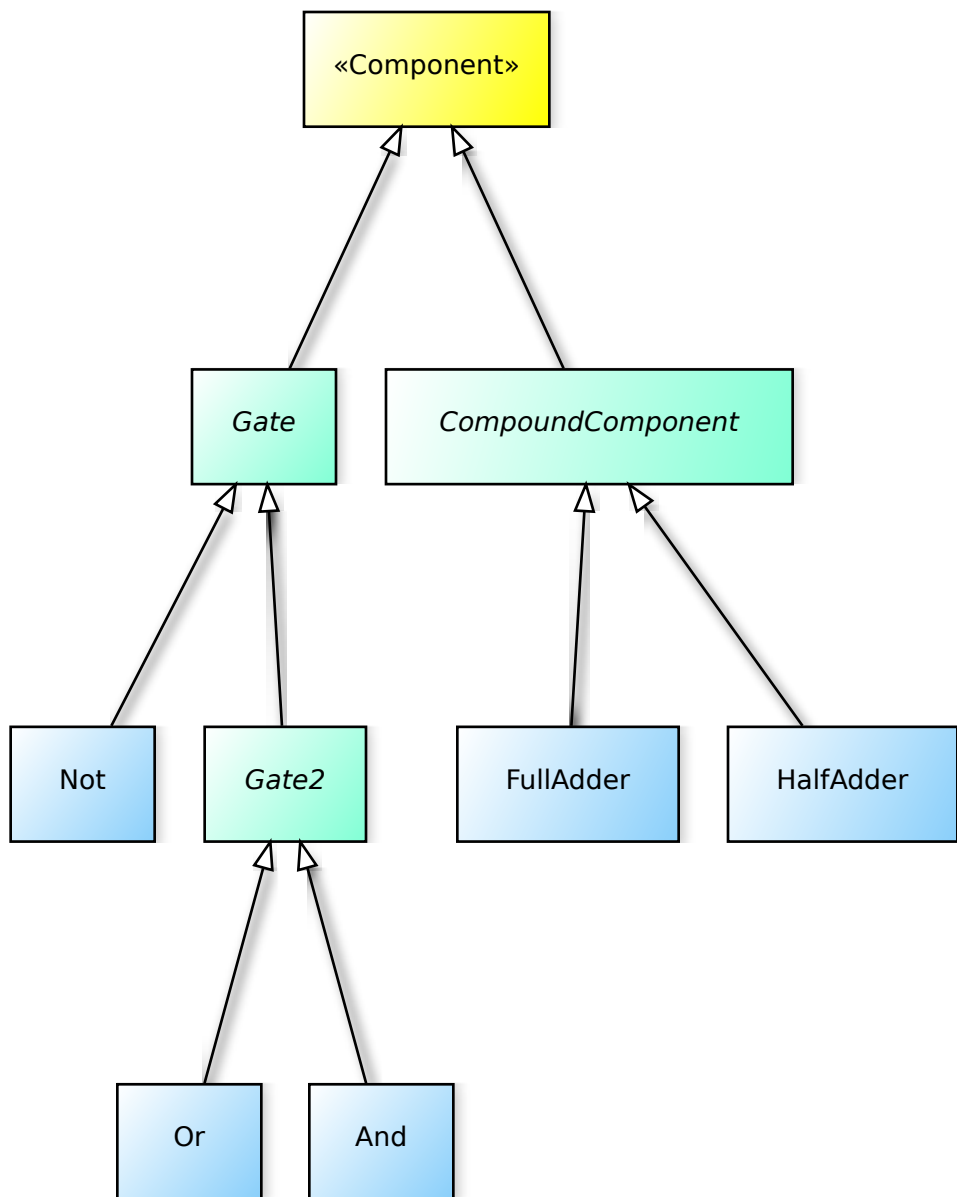 «Component»
Gate
CompoundComponent
Not
Gate2
FullAdder
HalfAdder
Or
And